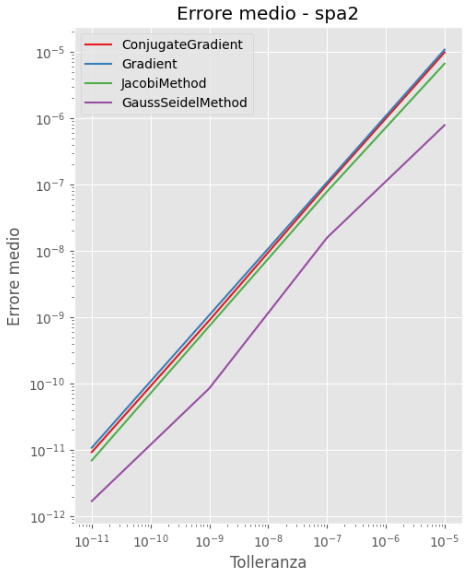 Errore medio - spa2
ConjugateGradient
Gradient
JacobiMethod
GaussSeidelMethod
10⁻⁵
10⁻⁶
10⁻⁷
10⁻⁸
10⁻⁹
10⁻¹⁰
10⁻¹¹
10⁻¹²
Errore medio
10⁻¹¹ 10⁻¹⁰ 10⁻⁹ 10⁻⁸ 10⁻⁷ 10⁻⁶ 10⁻⁵
Tolleranza